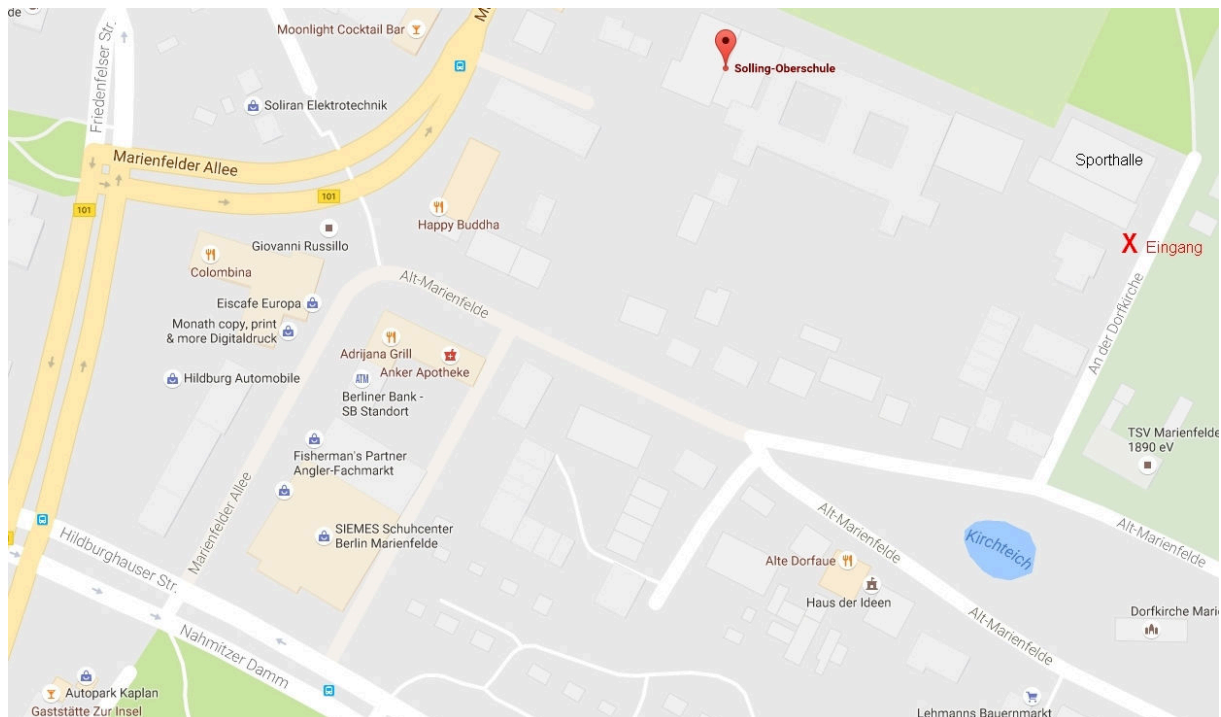 de
Moonlight Cocktail Bar
Friedenfelser Str.
Soliran Elektrotechnik
Solling-Oberschule
Marienfelder Allee
Sporthalle
101
101
Happy Buddha
Giovanni Russillo
X Eingang
Colombina
Alt-Marienfelde
Eiscafe Europa
Monath copy, print
& more Digitaldruck
An der Dorfkirche
Adrijana Grill
Anker Apotheke
Hildburg Automobile
ATM
Berliner Bank -
SB Standort
TSV Marienfelde
1890 eV
Fisherman's Partner
Angler-Fachmarkt
Marienfelder Allee
SIEMES Schuhcenter
Berlin Marienfelde
Hildburghauser Str.
Alt-Marienfelde
Alt-Marienfelde
Kirchteich
Alte Dorfaue
Haus der Ideen
Dorfkirche Marie
Alt-Marienfelde
Nahmitzer Damm
Autopark Kaplan
Gaststätte Zur Insel
Lehmanns Bauernmarkt